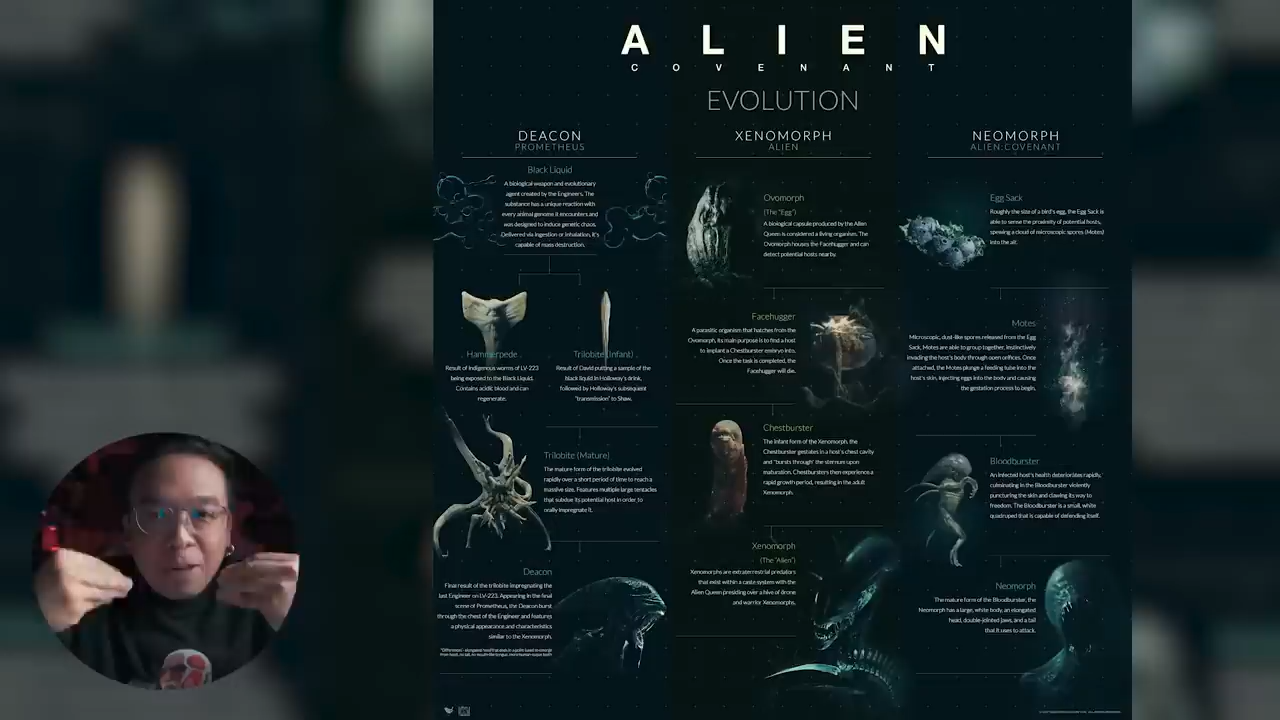 ALIEN
COVENANT
EVOLUTION
DEACON
PROMETHEUS
Black Liquid
A biological weapon and evolutionary
agent created by the Engineers. The
substance has a unique reaction with
every animal genome it encounters and
was designed to induce genetic chaos.
Delivered via ingestion or inhalation, it's
capable of mass destruction.
Hammerpede
Result of Indigenous worms of LV-223
being exposed to the Black Liquid.
Contains acidic blood and can
regenerate.
Trilobite (Infant)
Result of David putting a sample of the
black liquid in Holloway's drink,
followed by Holloway's subsequent
"transmission" to Shaw.
Trilobite (Mature)
The mature form of the trilobite evolved
rapidly over a short period of time to reach a
massive size. Features multiple large tentacles
that subdue its potential host in order to
orally impregnate it.
Deacon
Final result of the trilobite impregnating the
last Engineer on LV-223. Appearing in the final
scene of Prometheus, the Deacon burst
through the chest of the Engineer and features
a physical appearance and characteristics
similar to the Xenomorph.
XENOMORPH
ALIEN
Ovomorph
(The "Egg")
A biological capsule produced by the Alien
Queen is considered a living organism. The
Ovomorph houses the Facehugger and can
detect potential hosts nearby.
Facehugger
A parasitic organism that hatches from the
Ovomorph, its main purpose is to find a host
to implant a Chestburster embryo into.
Once the task is completed, the
Facehugger will die.
Chestburster
The infant form of the Xenomorph, the
Chestburster gestates in a host's chest cavity
and "bursts through" the sternum upon
maturation. Chestbursters then experience a
rapid growth period, resulting in the adult
Xenomorph.
Xenomorph
(The "Alien")
Xenomorphs are extraterrestrial predators
that exist within a caste system with the
Alien Queen presiding over a hive of drone
and warrior Xenomorphs.
NEOMORPH
ALIEN: COVENANT
Egg Sack
Roughly the size of a bird's egg, the Egg Sack is
able to sense the proximity of potential hosts,
spewing a cloud of microscopic spores (Motes)
into the air.
Motes
Microscopic, dust-like spores released from the Egg
Sack, Motes are able to group together, instinctively
invading the host's body through open orifices. Once
attached, the Motes plunge a feeding tube into the
host's skin, injecting eggs into the body and causing
the gestation process to begin.
Bloodburster
An infected host's health deteriorates rapidly,
culminating in the Bloodburster violently
puncturing the skin and clawing its way to
freedom. The Bloodburster is a small, white
quadruped that is capable of defending itself.
Neomorph
The mature form of the Bloodburster, the
Neomorph has a large, white body, an elongated
head, double-jointed jaws, and a tail
that it uses to attack.